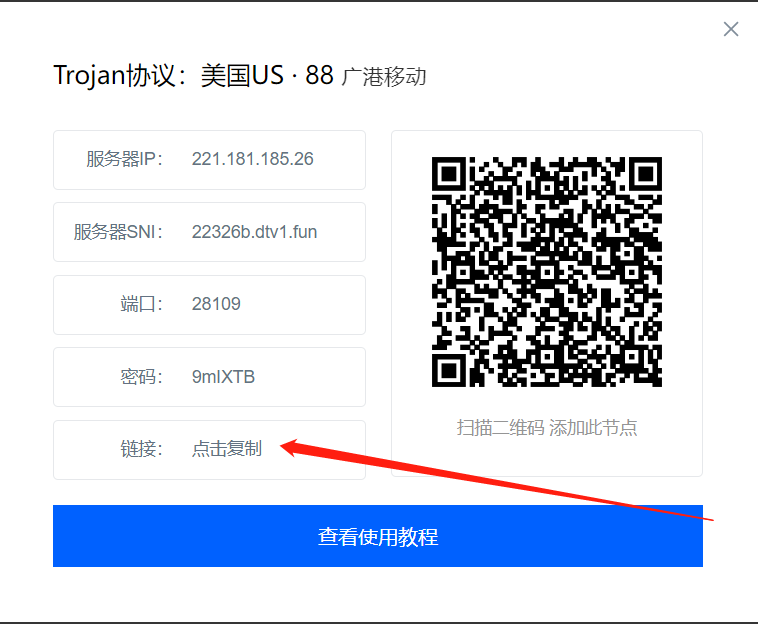 Trojan协议：美国US · 88 广港移动
服务器IP： 221.181.185.26
服务器SNI： 22326b.dtv1.fun
端口： 28109
密码： 9mIXTB
链接： 点击复制
扫描二维码 添加此节点
查看使用教程